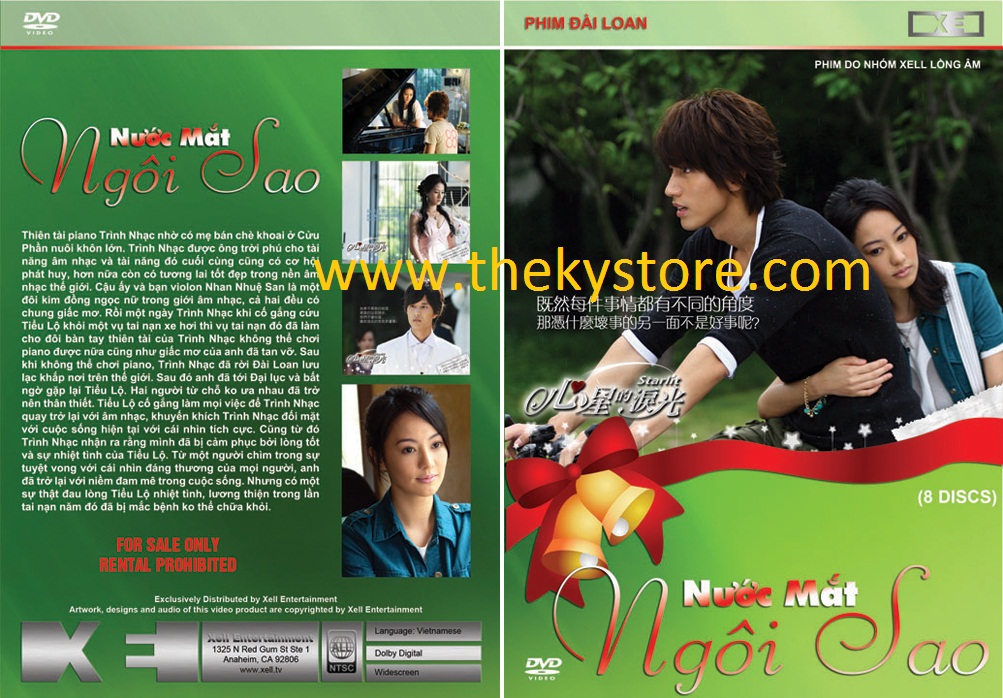 DVD
VIDEO
Nước Mắt
Ngôi Sao
Thiên tài piano Trình Nhạc nhờ có mẹ bán chè khoai ở Cửu
Phần nuôi khôn lớn. Trình Nhạc được ông trời phú cho tài
năng âm nhạc và tài năng đó cuối cùng cũng có cơ hội
phát huy, hơn nữa còn có tương lai tốt đẹp trong nền âm
nhạc thế giới. Cậu ấy và bạn violon Nhan Nhuệ San là một
đôi kim đồng ngọc nữ trong giới âm nhạc, cả hai đều có
chung giấc mơ. Rồi một ngày Trình Nhạc khi cố gắng cứu
Tiểu Lộ khỏi một vụ tai nạn xe hơi thì vụ tai nạn đó đã làm
cho đôi bàn tay thiên tài của Trình Nhạc không thể chơi
piano được nữa cũng như giấc mơ của anh đã tan vỡ. Sau
khi không thể chơi piano, Trình Nhạc đã rời Đài Loan lưu
lạc khắp nơi trên thế giới. Sau đó anh đã tới Đại lục và bất
ngờ gặp lại Tiểu Lộ. Hai người từ chỗ ko ưa nhau đã trở
nên thân thiết. Tiểu Lộ cố gắng làm mọi việc để Trình Nhạc
quay trở lại với âm nhạc, khuyến khích Trình Nhạc đối mặt
với cuộc sống hiện tại với cái nhìn tích cực. Cũng từ đó
Trình Nhạc nhận ra rằng mình đã bị cảm phục bởi lòng tốt
và sự nhiệt tình của Tiểu Lộ. Từ một người chìm trong sự
tuyệt vong với cái nhìn đáng thương của mọi người, anh
đã trở lại với niềm đam mê trong cuộc sống. Nhưng có một
sự thật đau lòng Tiểu Lộ nhiệt tình, lương thiện trong lần
tai nạn năm đó đã bị mắc bệnh ko thể chữa khỏi.
FOR SALE ONLY
RENTAL PROHIBITED
Exclusively Distributed by Xell Entertainment
Artwork, designs and audio of this video product are copyrighted by Xell Entertainment
XE
Xell Entertainment
1325 N Red Gum St Ste 1
Anaheim, CA 92806
www.xell.tv
ALL
NTSC
Language: Vietnamese
Dolby Digital
Widescreen
PHIM ĐÀI LOAN
XE
PHIM DO NHÓM XELL LỒNG ÂM
www.thekystore.com
既然每件事情都有不同的角度
那憑什麼壞事的另一面不是好事呢?
Starlit
心星的淚光
(8 DISCS)
Nước Mắt
Ngôi Sao
DVD
VIDEO